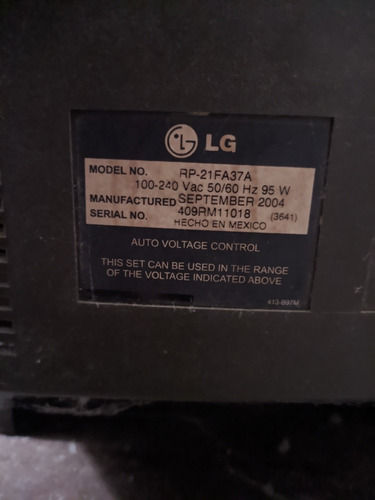 LG
MODEL NO. RP-21FA37A
100-240 Vac 50/60 Hz 95 W
MANUFACTURED SEPTEMBER 2004
SERIAL NO. 409RM11018 (3641)
HECHO EN MEXICO
AUTO VOLTAGE CONTROL
THIS SET CAN BE USED IN THE RANGE
OF THE VOLTAGE INDICATED ABOVE
413-B97M